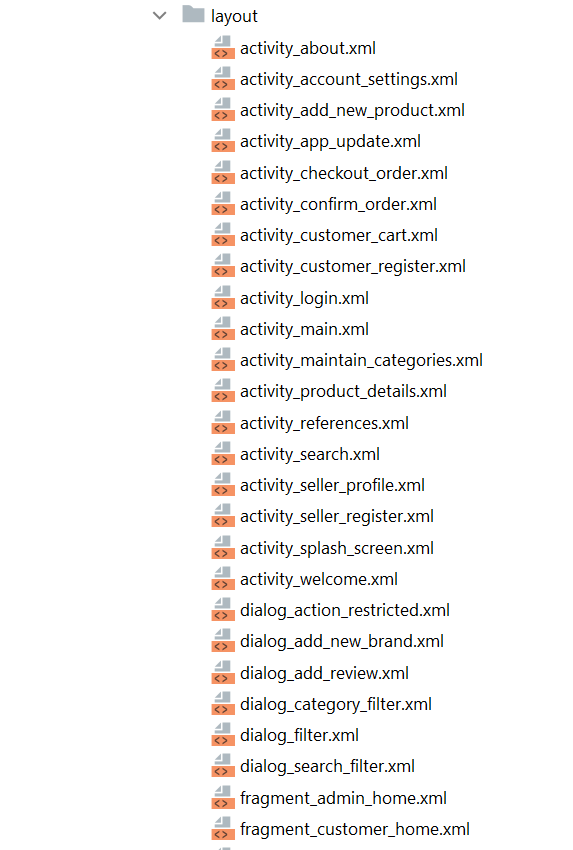 layout
activity_about.xml
activity_account_settings.xml
activity_add_new_product.xml
activity_app_update.xml
activity_checkout_order.xml
activity_confirm_order.xml
activity_customer_cart.xml
activity_customer_register.xml
activity_login.xml
activity_main.xml
activity_maintain_categories.xml
activity_product_details.xml
activity_references.xml
activity_search.xml
activity_seller_profile.xml
activity_seller_register.xml
activity_splash_screen.xml
activity_welcome.xml
dialog_action_restricted.xml
dialog_add_new_brand.xml
dialog_add_review.xml
dialog_category_filter.xml
dialog_filter.xml
dialog_search_filter.xml
fragment_admin_home.xml
fragment_customer_home.xml